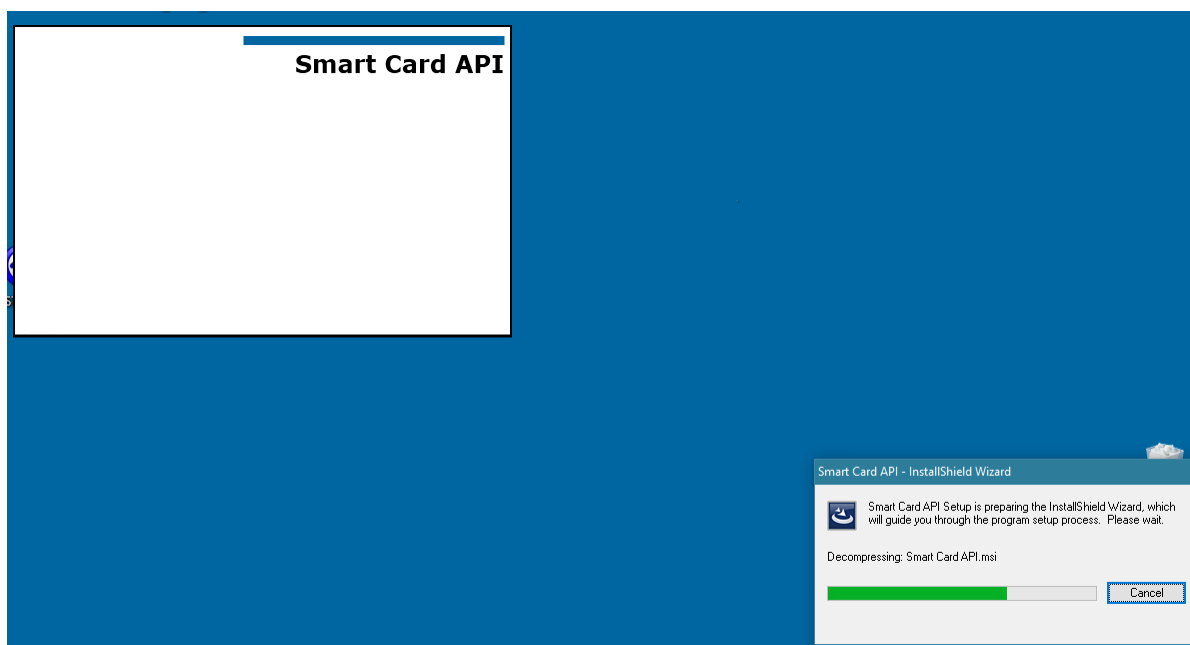 Smart Card API
Smart Card API - InstallShield Wizard
Smart Card API Setup is preparing the InstallShield Wizard, which
will guide you through the program setup process. Please wait.
Decompressing: Smart Card API.msi
Cancel